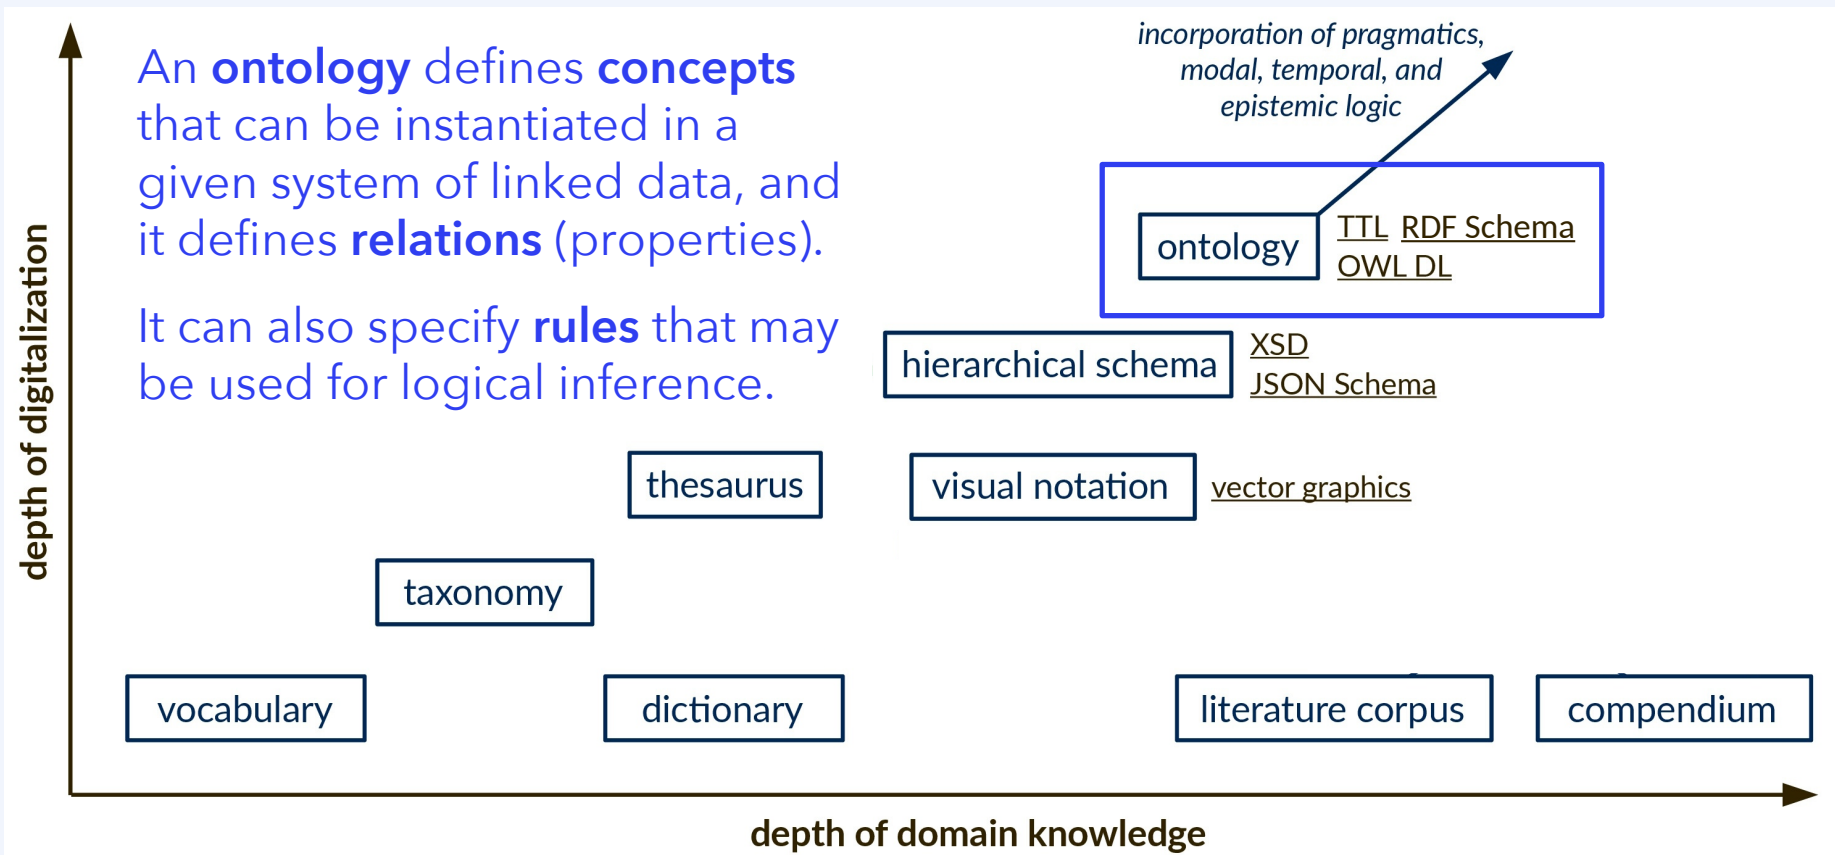 An ontology defines concepts
that can be instantiated in a
given system of linked data, and
it defines relations (properties).
It can also specify rules that may
be used for logical inference.
incorporation of pragmatics,
modal, temporal, and
epistemic logic
ontology
TTL RDF Schema
OWL DL
hierarchical schema
XSD
JSON Schema
thesaurus
visual notation
vector graphics
taxonomy
vocabulary
dictionary
literature corpus
compendium
depth of digitalization
depth of domain knowledge